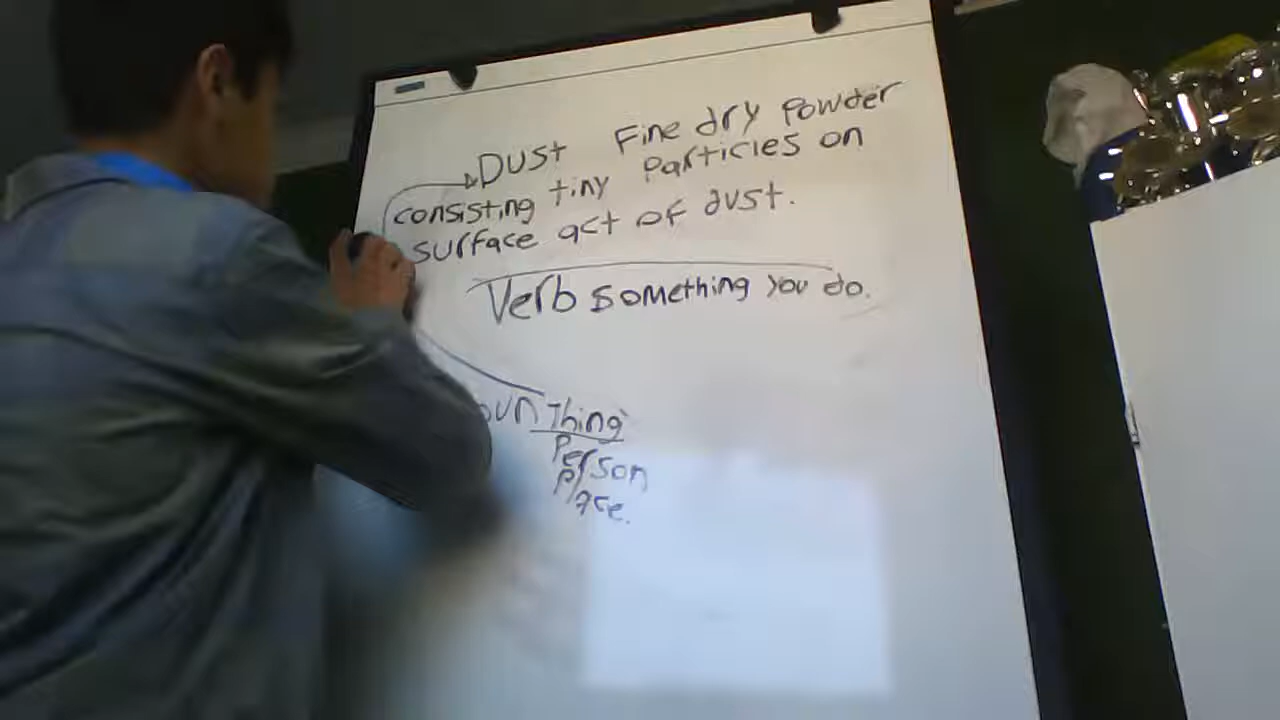 Dust Fine dry Powder
consisting tiny Particies on
surface act of dust.
Verb something you do.
oun Thing
Person
Place.